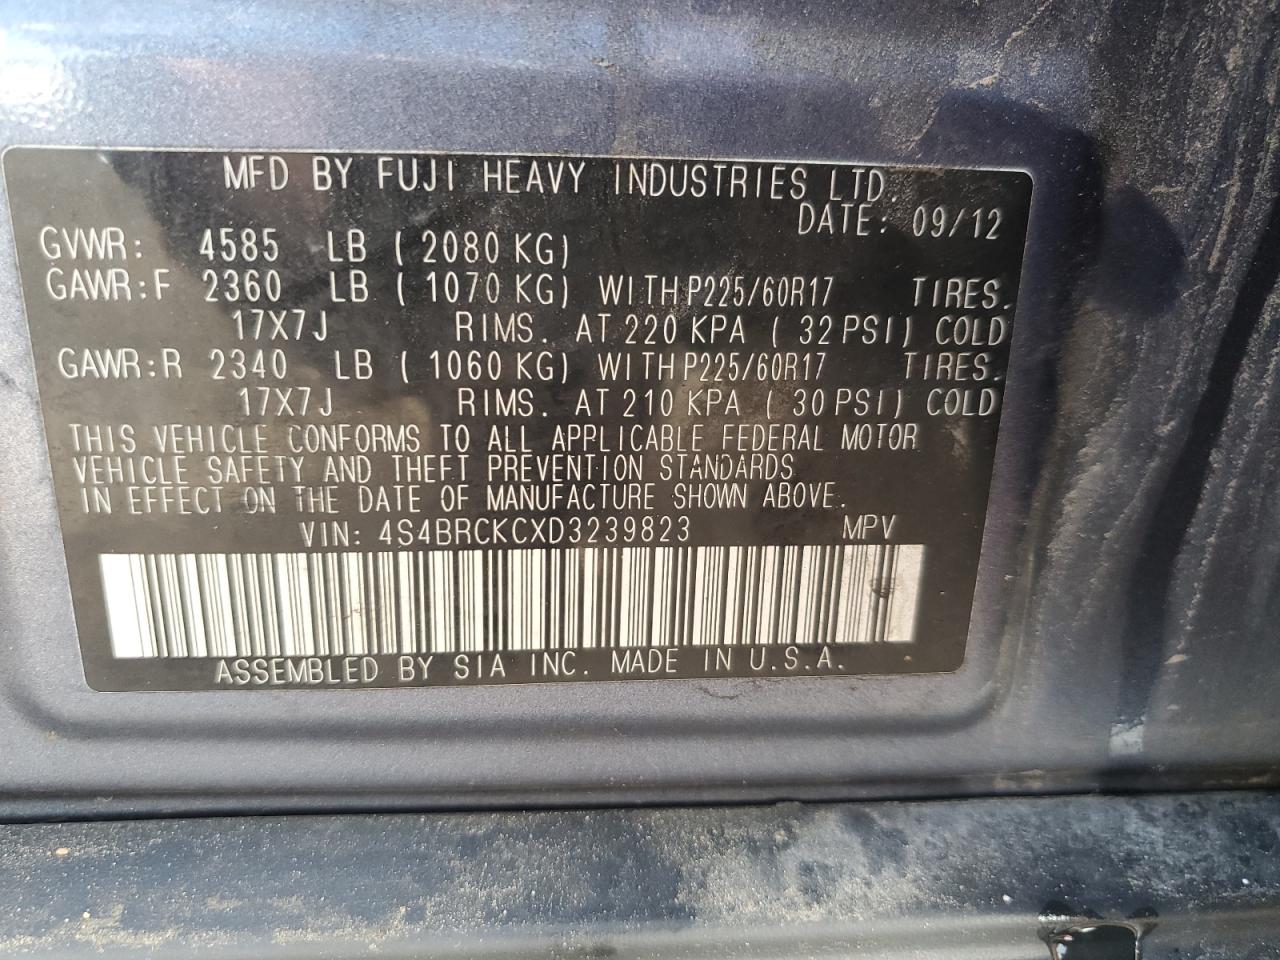 MFD BY FUJI HEAVY INDUSTRIES LTD.
DATE: 09/12
GVWR: 4585 LB ( 2080 KG)
GAWR:F 2360 LB ( 1070 KG) WITH P225/60R17 TIRES.
17X7J RIMS. AT 220 KPA ( 32 PSI) COLD
GAWR:R 2340 LB ( 1060 KG) WITH P225/60R17 TIRES.
17X7J RIMS. AT 210 KPA ( 30 PSI) COLD
THIS VEHICLE CONFORMS TO ALL APPLICABLE FEDERAL MOTOR
VEHICLE SAFETY AND THEFT PREVENTION STANDARDS
IN EFFECT ON THE DATE OF MANUFACTURE SHOWN ABOVE.
VIN: 4S4BRCKCXD3239823 MPV
ASSEMBLED BY SIA INC. MADE IN U.S.A.